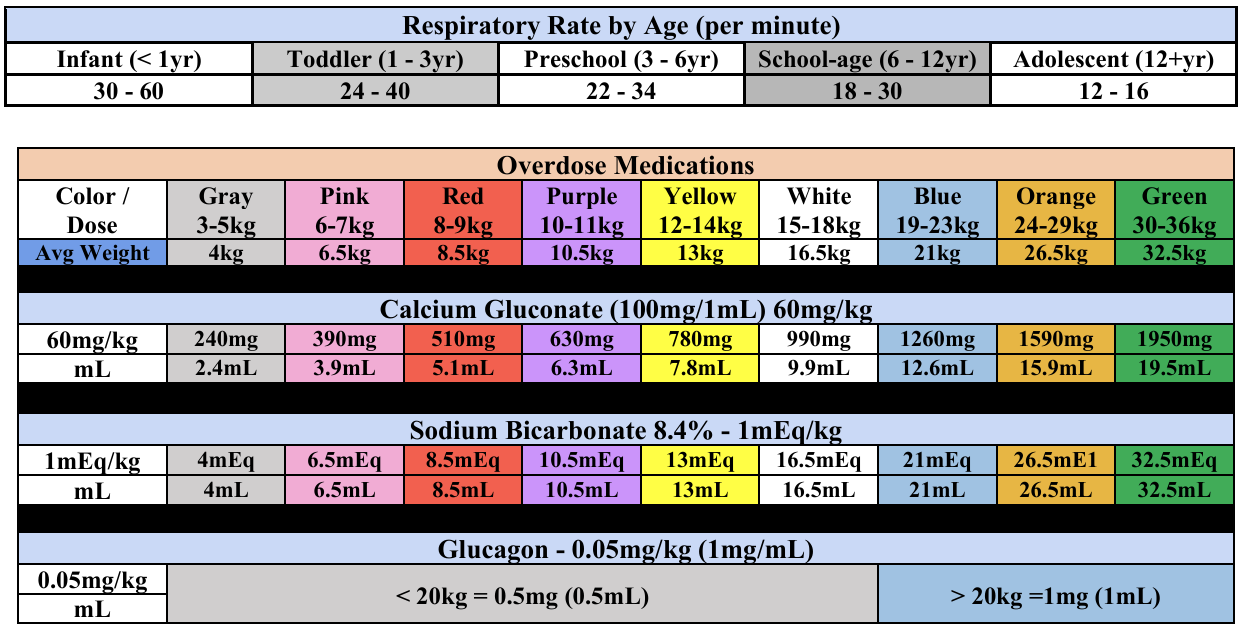 Respiratory Rate by Age (per minute)
Infant (< 1yr) Toddler (1 - 3yr) Preschool (3 - 6yr) School-age (6 - 12yr) Adolescent (12+yr)
30 - 60 24 - 40 22 - 34 18 - 30 12 - 16
Overdose Medications
Color / Gray Pink Red Purple Yellow White Blue Orange Green
Dose 3-5kg 6-7kg 8-9kg 10-11kg 12-14kg 15-18kg 19-23kg 24-29kg 30-36kg
Avg Weight 4kg 6.5kg 8.5kg 10.5kg 13kg 16.5kg 21kg 26.5kg 32.5kg
Calcium Gluconate (100mg/1mL) 60mg/kg
60mg/kg 240mg 390mg 510mg 630mg 780mg 990mg 1260mg 1590mg 1950mg
mL 2.4mL 3.9mL 5.1mL 6.3mL 7.8mL 9.9mL 12.6mL 15.9mL 19.5mL
Sodium Bicarbonate 8.4% - 1mEq/kg
1mEq/kg 4mEq 6.5mEq 8.5mEq 10.5mEq 13mEq 16.5mEq 21mEq 26.5mE1 32.5mEq
mL 4mL 6.5mL 8.5mL 10.5mL 13mL 16.5mL 21mL 26.5mL 32.5mL
Glucagon - 0.05mg/kg (1mg/mL)
0.05mg/kg
< 20kg = 0.5mg (0.5mL) > 20kg =1mg (1mL)
mL